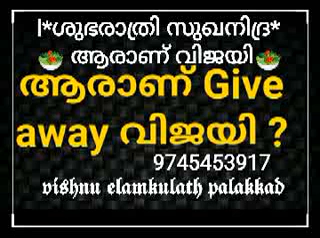 |*ശുഭരാത്രി സുഖനിദ്ര*
🥗 ആരാണ് വിജയി🥗
ആരാണ് Give
away വിജയി ?
9745453917
vishnu elamkulath palakkad